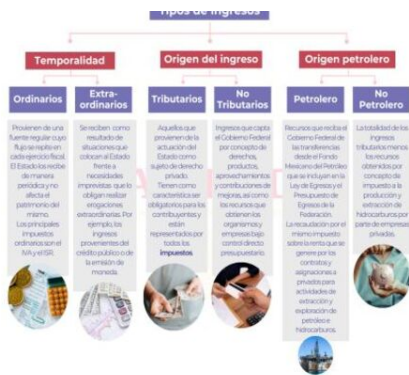 Tipos de ingresos
Temporalidad
Origen del ingreso
Origen petrolero
Ordinarios
Extra-
ordinarios
Tributarios
No
Tributarios
Petrolero
No
Petrolero
Provienen de una
fuente regular cuyo
flujo se repite en
cada ejercicio fiscal.
El Estado los recibe
de manera
periódica y no
afecta el
patrimonio del
mismo.
Los principales
impuestos
ordinarios son el
IVA y el ISR.
Se reciben como
resultado de
situaciones que
colocan al Estado
frente a
necesidades
imprevistas que lo
obligan realizar
erogaciones
extraordinarias. Por
ejemplo, los
ingresos
provenientes del
crédito público o de
la emisión de
moneda.
Aquellos que
provienen de la
actuación del
Estado como
sujeto de derecho
privado.
Tienen como
característica ser
obligatorios para los
contribuyentes y
están
representados por
todos los
impuestos.
Ingresos que capta
el Gobierno Federal
por concepto de
derechos,
productos,
aprovechamientos
y contribuciones de
mejoras, así como
los recursos que
obtienen los
organismos y
empresas bajo
control directo
presupuestario.
Recursos que recibe el
Gobierno Federal de
las transferencias
desde el Fondo
Mexicano del Petróleo
que se incluyan en la
Ley de Egresos y el
Presupuesto de
Egresos de la
Federación.
La recaudación por el
mismo impuesto
sobre la renta que se
genere por los
contratos y
asignaciones a
privados para
actividades de
extracción y
exploración de
petróleo e
hidrocarburos.
La totalidad de los
ingresos
tributarios menos
los recursos
obtenidos por
concepto de
impuesto a la
producción y
extracción de
hidrocarburos por
parte de empresas
privadas.